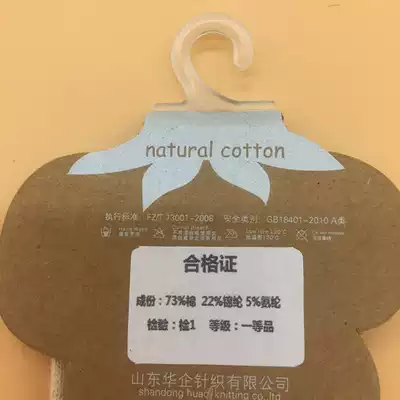 natural cotton
执行标准: FZ/T 73001-2008 安全类别: GB18401-2010 A类
合格证
成份：73%棉 22%锦纶 5%氨纶
检验：检1 等级：一等品
山东华企针织有限公司
shandong huaqi knitting co.,ltd